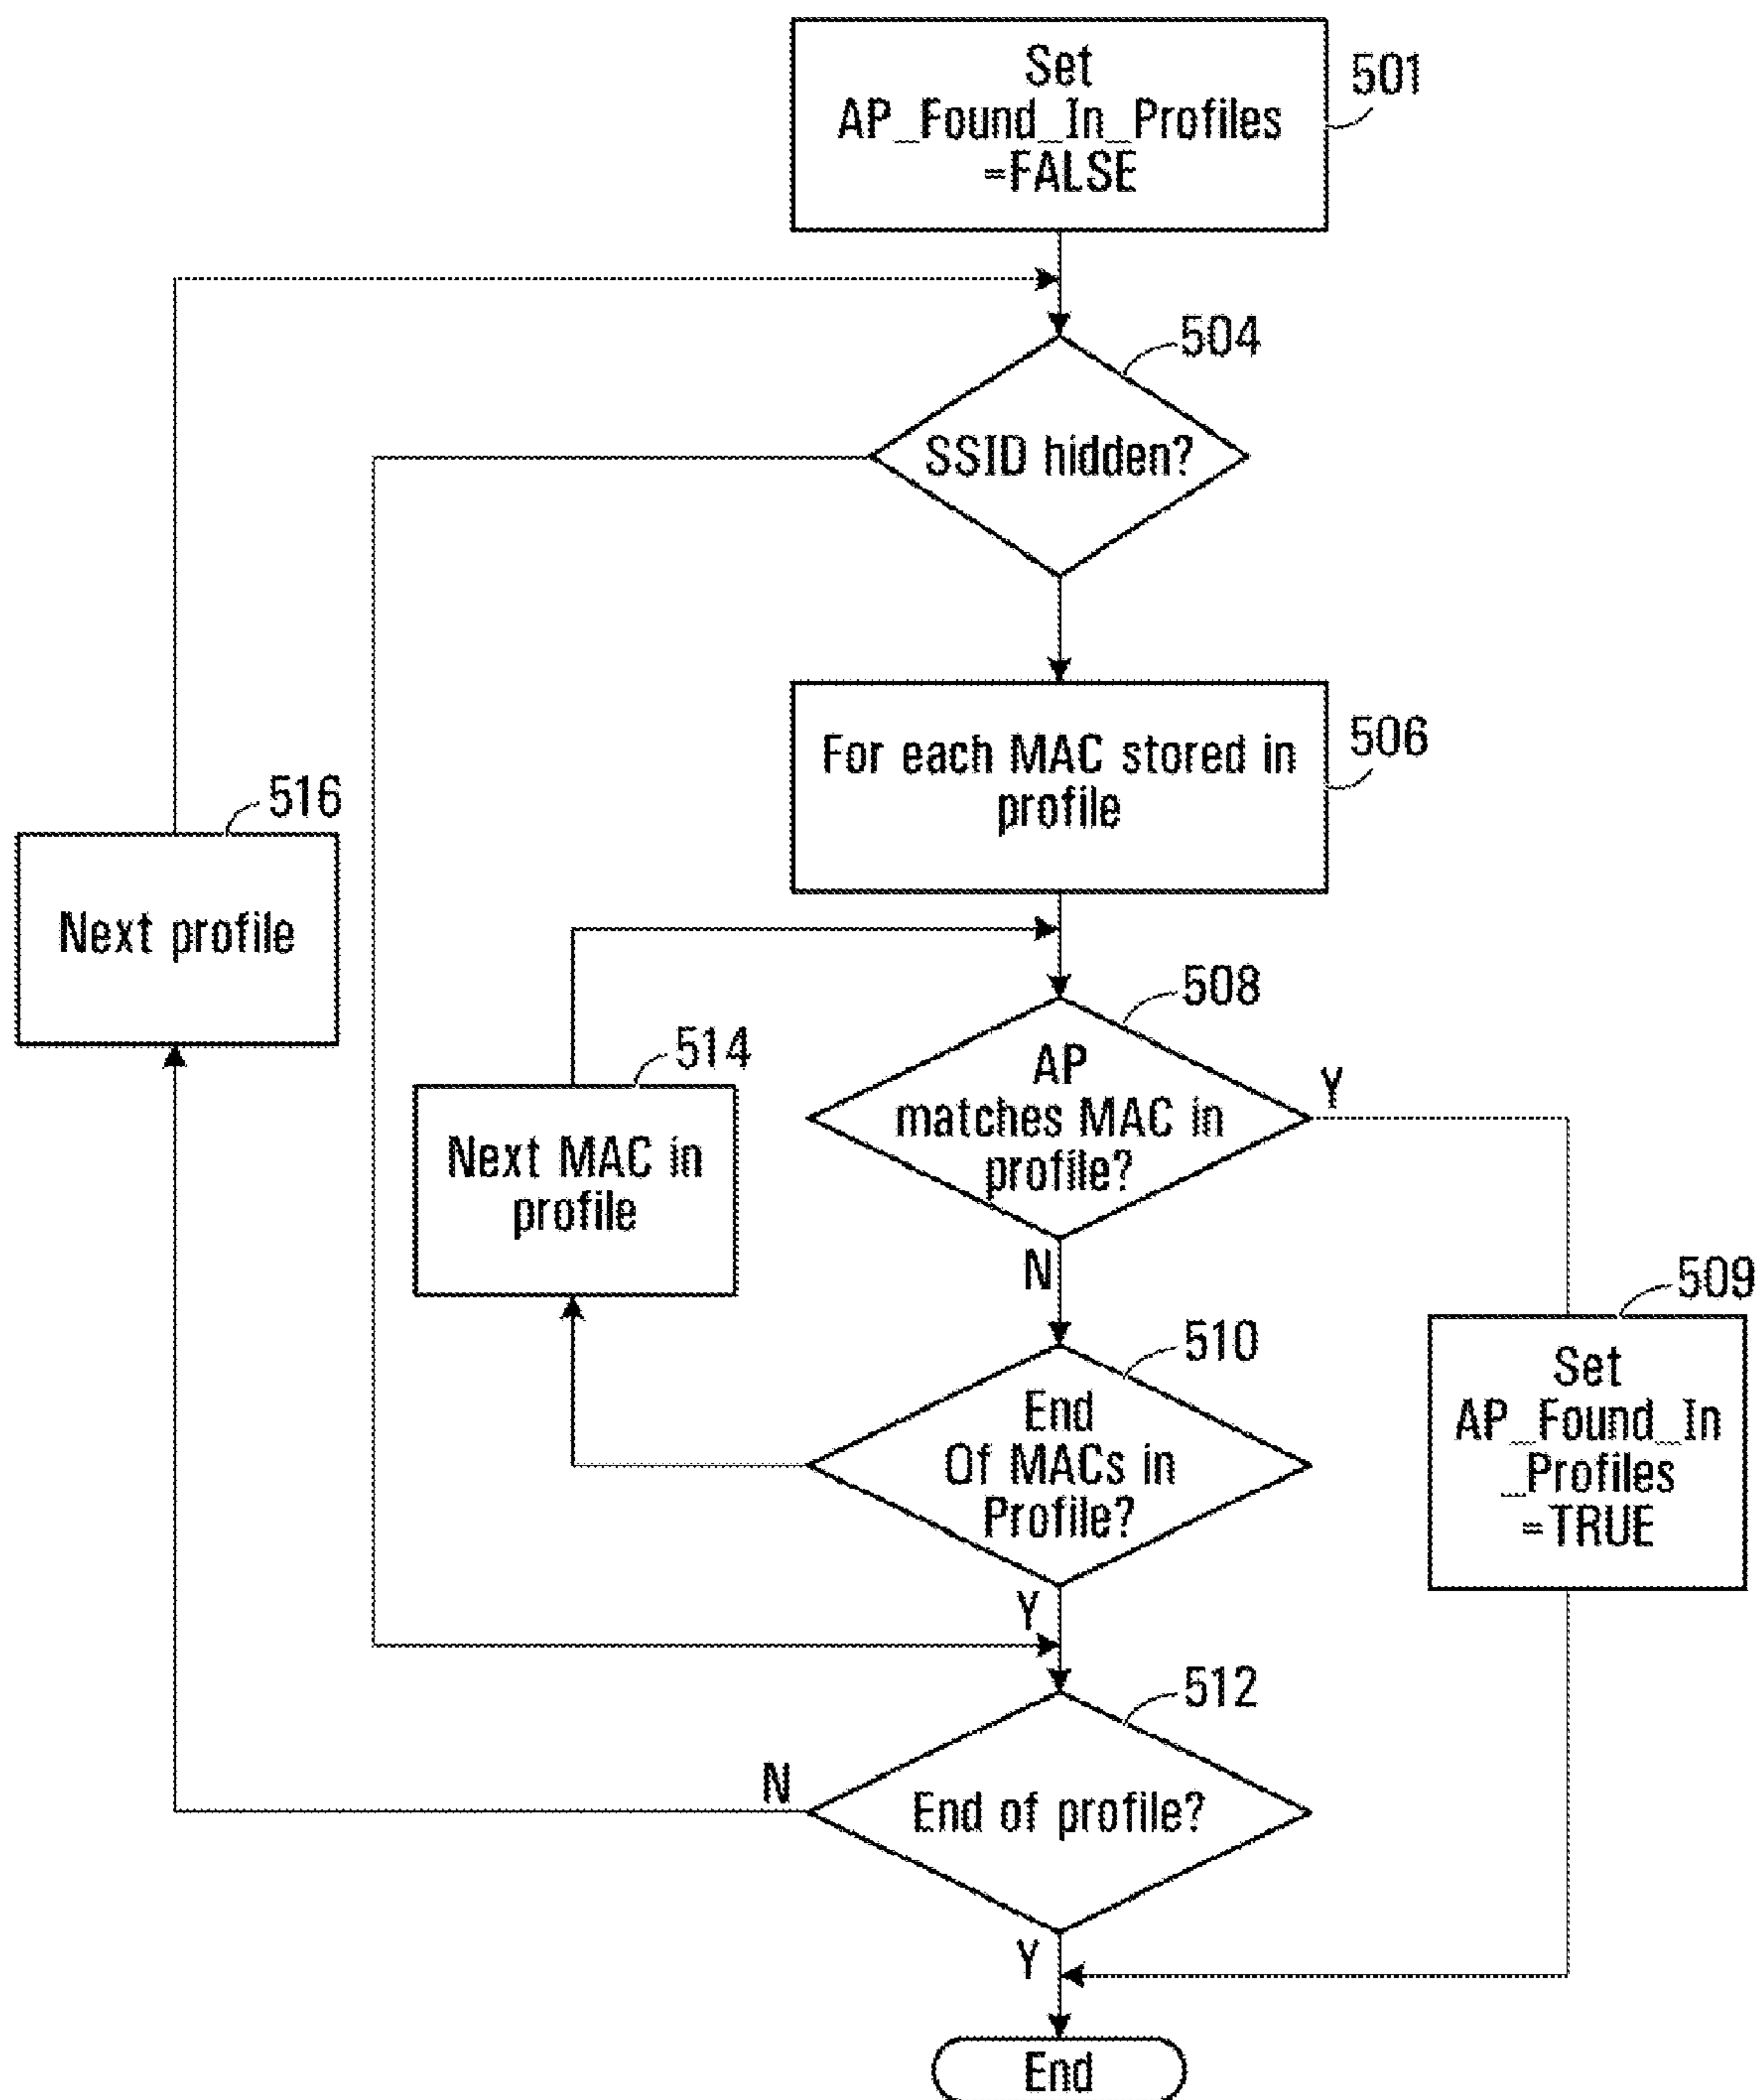 Set
AP_Found_In_Profiles
=FALSE
501
504
SSID hidden?
For each MAC stored in
profile
506
516
Next profile
508
AP
matches MAC in
profile?
Y
N
514
Next MAC in
profile
509
Set
AP_Found_In
_Profiles
=TRUE
510
End
Of MACs in
Profile?
Y
512
End of profile?
N
Y
End